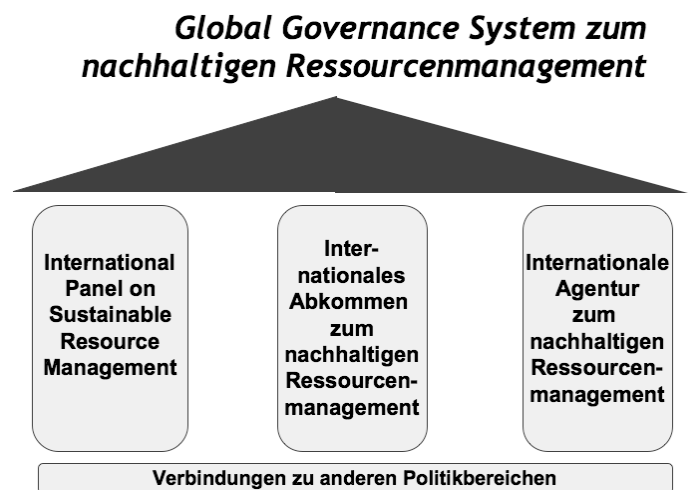 Global Governance System zum
nachhaltigen Ressourcenmanagement
International
Panel on
Sustainable
Resource
Management
Inter-
nationales
Abkommen
zum
nachhaltigen
Ressourcen-
management
Internationale
Agentur
zum
nachhaltigen
Ressourcen-
management
Verbindungen zu anderen Politikbereichen